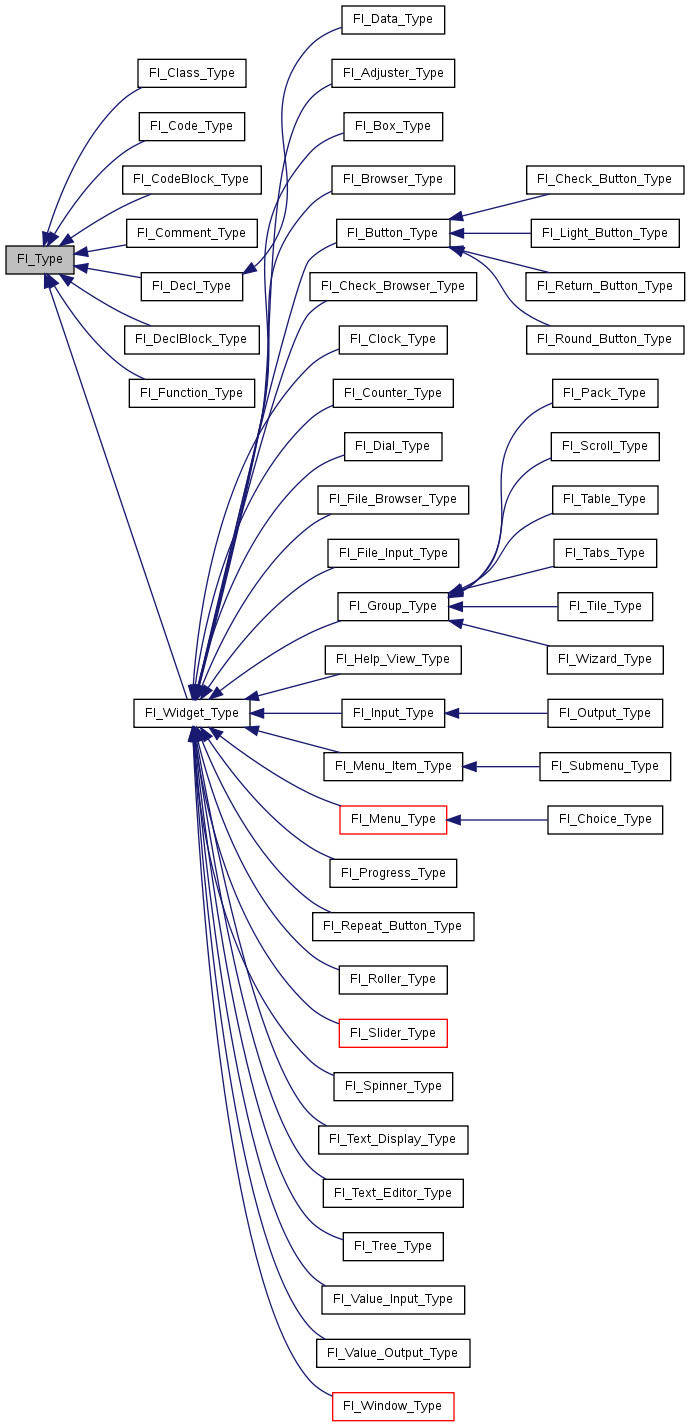 Fl_Data_Type
Fl_Class_Type
Fl_Adjuster_Type
Fl_Code_Type
Fl_Box_Type
Fl_CodeBlock_Type
Fl_Browser_Type
Fl_Check_Button_Type
Fl_Comment_Type
Fl_Button_Type
Fl_Light_Button_Type
Fl_Type
Fl_Decl_Type
Fl_Check_Browser_Type
Fl_Return_Button_Type
Fl_DeclBlock_Type
Fl_Clock_Type
Fl_Round_Button_Type
Fl_Function_Type
Fl_Counter_Type
Fl_Pack_Type
Fl_Dial_Type
Fl_Scroll_Type
Fl_File_Browser_Type
Fl_Table_Type
Fl_File_Input_Type
Fl_Tabs_Type
Fl_Group_Type
Fl_Tile_Type
Fl_Help_View_Type
Fl_Wizard_Type
Fl_Widget_Type
Fl_Input_Type
Fl_Output_Type
Fl_Menu_Item_Type
Fl_Submenu_Type
Fl_Menu_Type
Fl_Choice_Type
Fl_Progress_Type
Fl_Repeat_Button_Type
Fl_Roller_Type
Fl_Slider_Type
Fl_Spinner_Type
Fl_Text_Display_Type
Fl_Text_Editor_Type
Fl_Tree_Type
Fl_Value_Input_Type
Fl_Value_Output_Type
Fl_Window_Type